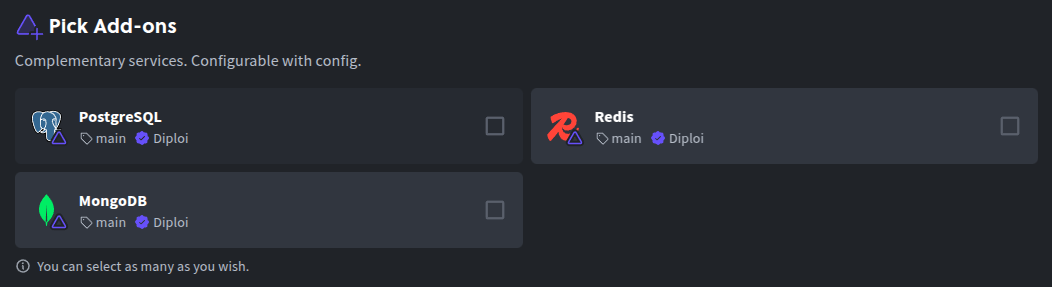 Pick Add-ons
Complementary services. Configurable with config.
PostgreSQL
main Diploi
Redis
main Diploi
MongoDB
main Diploi
You can select as many as you wish.